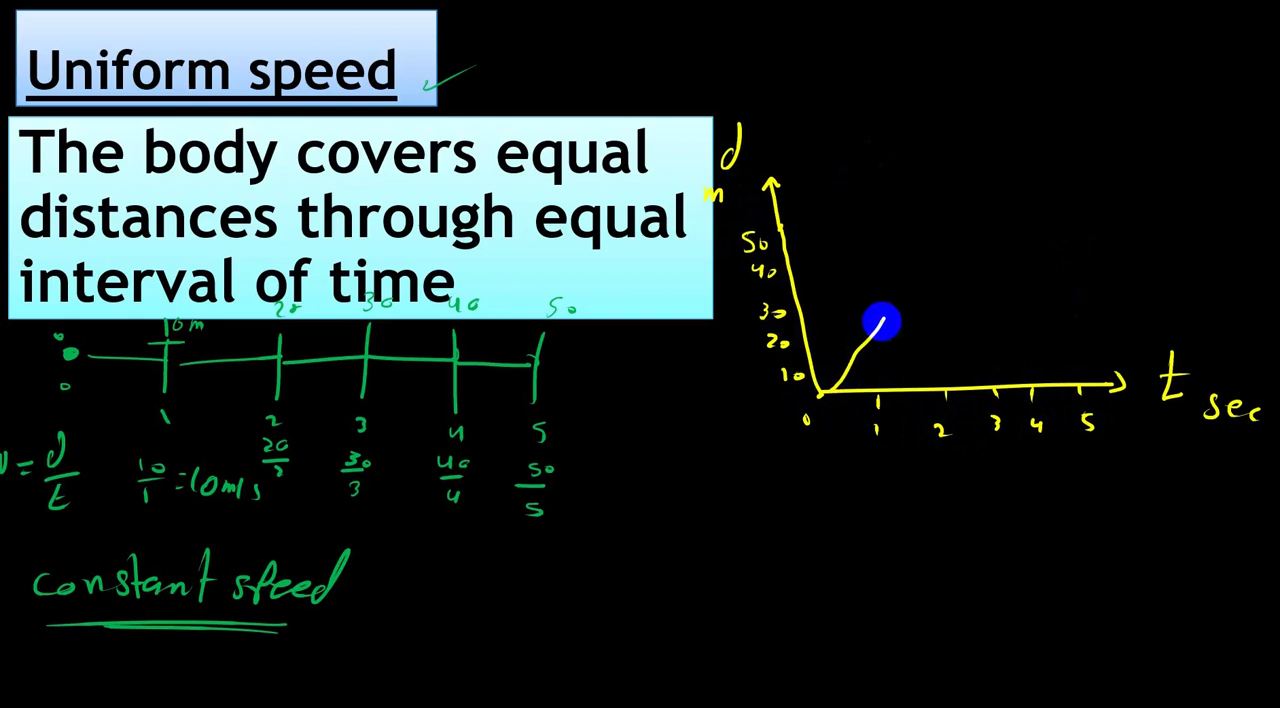 Uniform speed
The body covers equal
distances through equal
interval of time
10m 20 30 40 50
0
1 2 3 4 5
v = d/t 10/1 = 10m/s 20/2 30/3 40/4 50/5
constant speed
d
m
50
40
30
20
10
0 1 2 3 4 5
t sec